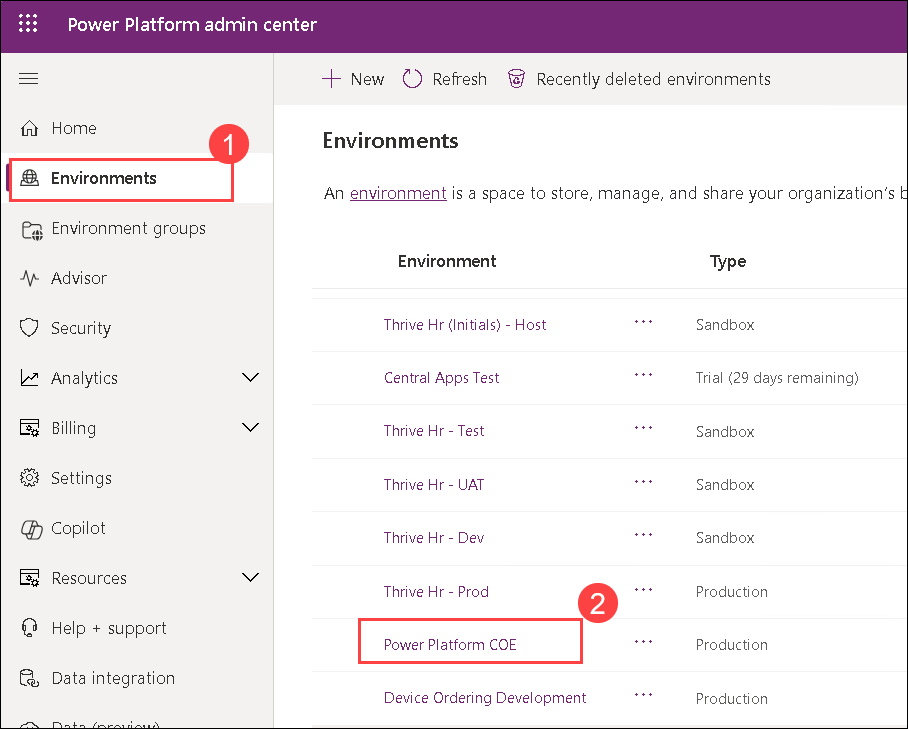 Power Platform admin center
New Refresh Recently deleted environments
Home
1
Environments
Environment groups
Advisor
Security
Analytics
Billing
Settings
Copilot
Resources
Help + support
Data integration
Data (preview)
Environments
An environment is a space to store, manage, and share your organization's b
Environment Type
Thrive Hr (Initials) - Host ... Sandbox
Central Apps Test ... Trial (29 days remaining)
Thrive Hr - Test ... Sandbox
Thrive Hr - UAT ... Sandbox
Thrive Hr - Dev ... Sandbox
Thrive Hr - Prod ... Production
2
Power Platform COE ... Production
Device Ordering Development ... Production